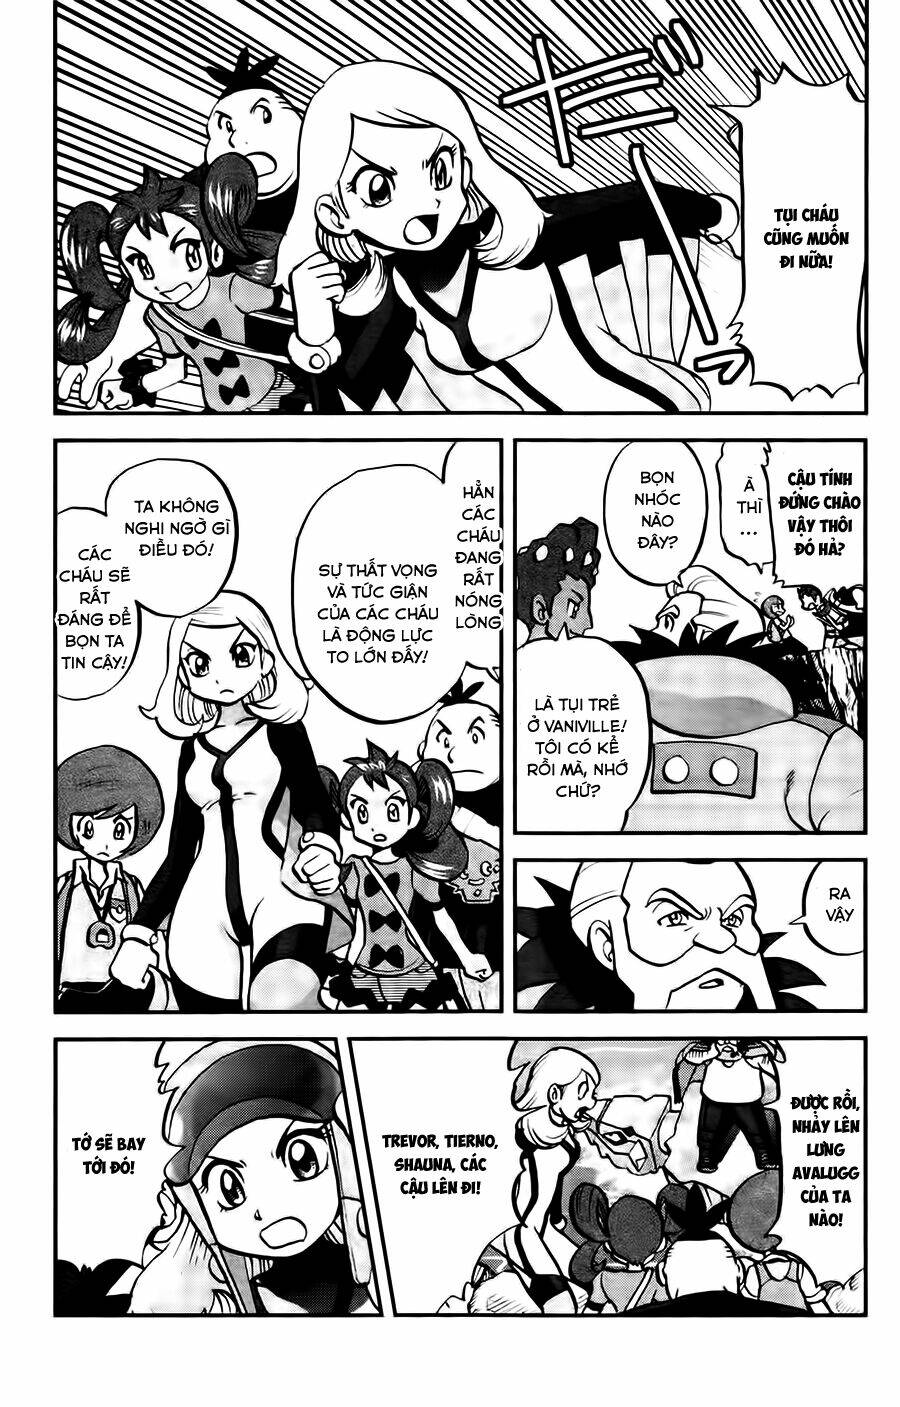 TỤI CHÁU
CŨNG MUỐN
ĐI NỮA!
ダーッ
CẬU TÍNH
ĐỨNG CHÀO
VẬY THÔI
ĐÓ HẢ?
À
THÌ
...
BỌN
NHÓC
NÀO
ĐÂY?
LÀ TỤI TRẺ
Ở VANIVILLE!
TÔI CÓ KỂ
RỒI MÀ, NHỚ
CHỨ?
RA
VẬY
HẲN
CÁC
CHÁU
ĐANG
RẤT
NÓNG
LÒNG
SỰ THẤT VỌNG
VÀ TỨC GIẬN
CỦA CÁC CHÁU
LÀ ĐỘNG LỰC
TO LỚN ĐẤY!
TA KHÔNG
NGHI NGỜ GÌ
ĐIỀU ĐÓ!
CÁC
CHÁU SẼ
RẤT
ĐÁNG ĐỂ
BỌN TA
TIN CẬY!
ĐƯỢC RỒI,
NHẢY LÊN
LƯNG
AVALUGG
CỦA TA
NÀO!
TREVOR, TIERNO,
SHAUNA, CÁC
CẬU LÊN ĐI!
TỚ SẼ BAY
TỚI ĐÓ!